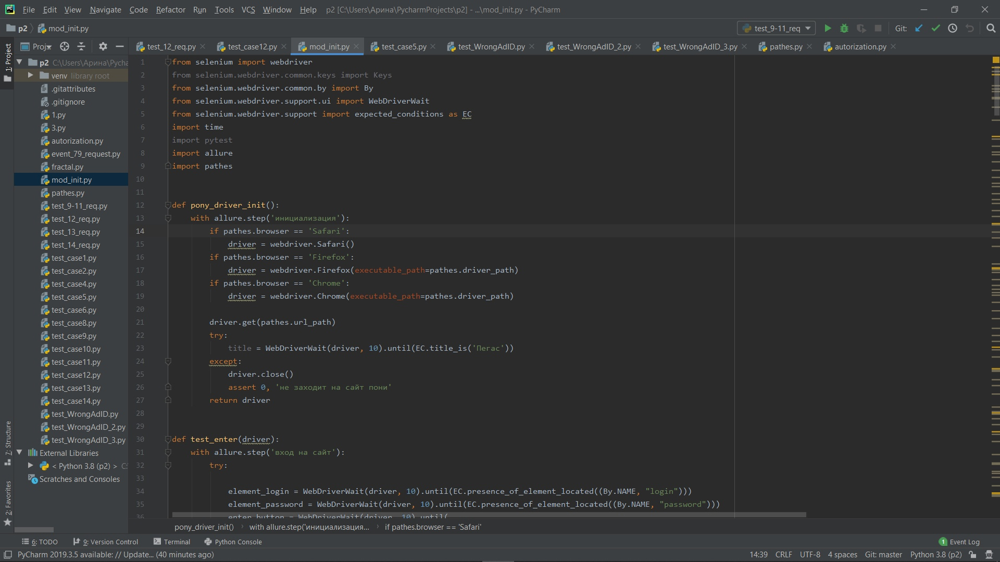 File Edit View Navigate Code Refactor Run Tools VCS Window Help p2 [C:\Users\Арина\PycharmProjects\p2] - ...\mod_init.py - PyCharm
p2 mod_init.py test_9-11_req Git:
Proj test_12_req.py test_case12.py mod_init.py test_case5.py test_WrongAdID.py test_WrongAdID_2.py test_WrongAdID_3.py pathes.py autorization.py
1: Project
7: Structure
2: Favorites
p2 C:\Users\Арина\Pycha
venv library root
.gitattributes
.gitignore
1.py
3.py
autorization.py
event_79_request.py
fractal.py
mod_init.py
pathes.py
test_9-11_req.py
test_12_req.py
test_13_req.py
test_14_req.py
test_case1.py
test_case2.py
test_case4.py
test_case5.py
test_case6.py
test_case8.py
test_case9.py
test_case10.py
test_case11.py
test_case12.py
test_case13.py
test_case14.py
test_WrongAdID.py
test_WrongAdID_2.py
test_WrongAdID_3.py
External Libraries
< Python 3.8 (p2) > C:
Scratches and Consoles
1 from selenium import webdriver
2 from selenium.webdriver.common.keys import Keys
3 from selenium.webdriver.common.by import By
4 from selenium.webdriver.support.ui import WebDriverWait
5 from selenium.webdriver.support import expected_conditions as EC
6 import time
7 import pytest
8 import allure
9 import pathes
10
11
12 def pony_driver_init():
13 with allure.step('инициализация'):
14 if pathes.browser == 'Safari':
15 driver = webdriver.Safari()
16 if pathes.browser == 'Firefox':
17 driver = webdriver.Firefox(executable_path=pathes.driver_path)
18 if pathes.browser == 'Chrome':
19 driver = webdriver.Chrome(executable_path=pathes.driver_path)
20
21 driver.get(pathes.url_path)
22 try:
23 title = WebDriverWait(driver, 10).until(EC.title_is('Пегас'))
24 except:
25 driver.close()
26 assert 0, 'не заходит на сайт пони'
27 return driver
28
29
30 def test_enter(driver):
31 with allure.step('вход на сайт'):
32 try:
33
34 element_login = WebDriverWait(driver, 10).until(EC.presence_of_element_located((By.NAME, "login")))
35 element_password = WebDriverWait(driver, 10).until(EC.presence_of_element_located((By.NAME, "password")))
36 enter_button = WebDriverWait(driver, 10).until(
pony_driver_init() with allure.step('инициализация... if pathes.browser == 'Safari'
6: TODO 9: Version Control Terminal Python Console 1 Event Log
PyCharm 2019.3.5 available: // Update... (40 minutes ago) 14:39 CRLF UTF-8 4 spaces Git: master Python 3.8 (p2)